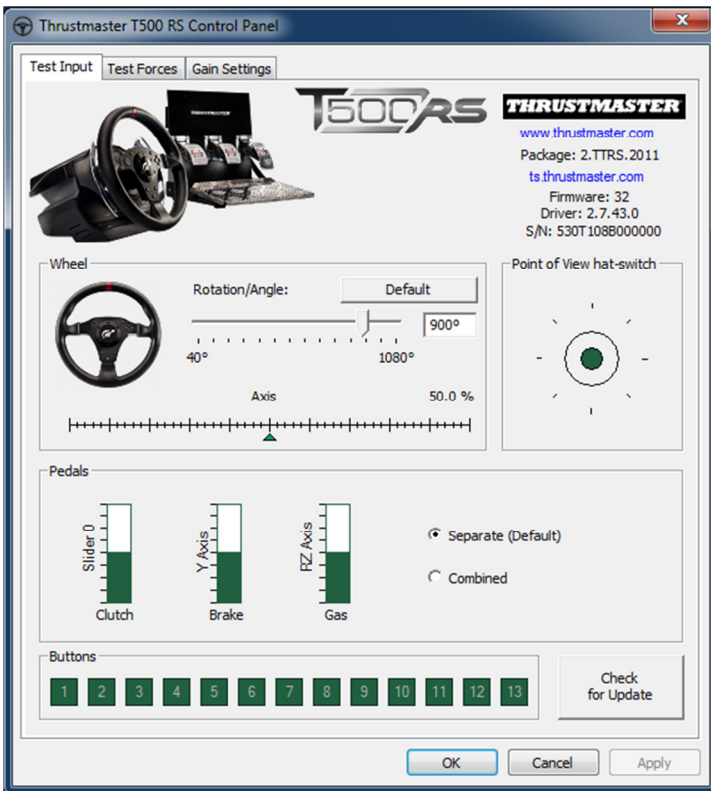 Thrustmaster T500 RS Control Panel
Test Input
Test Forces
Gain Settings
THRUSTMASTER
T500RS
THRUSTMASTER
www.thrustmaster.com
Package: 2.TTRS.2011
ts.thrustmaster.com
Firmware: 32
Driver: 2.7.43.0
S/N: 530T108B000000
Wheel
Rotation/Angle:
Default
900°
40°
1080°
Axis
50.0 %
Point of View hat-switch
Pedals
Slider 0
Clutch
Y Axis
Brake
RZ Axis
Gas
Separate (Default)
Combined
Buttons
1 2 3 4 5 6 7 8 9 10 11 12 13
Check
for Update
OK
Cancel
Apply